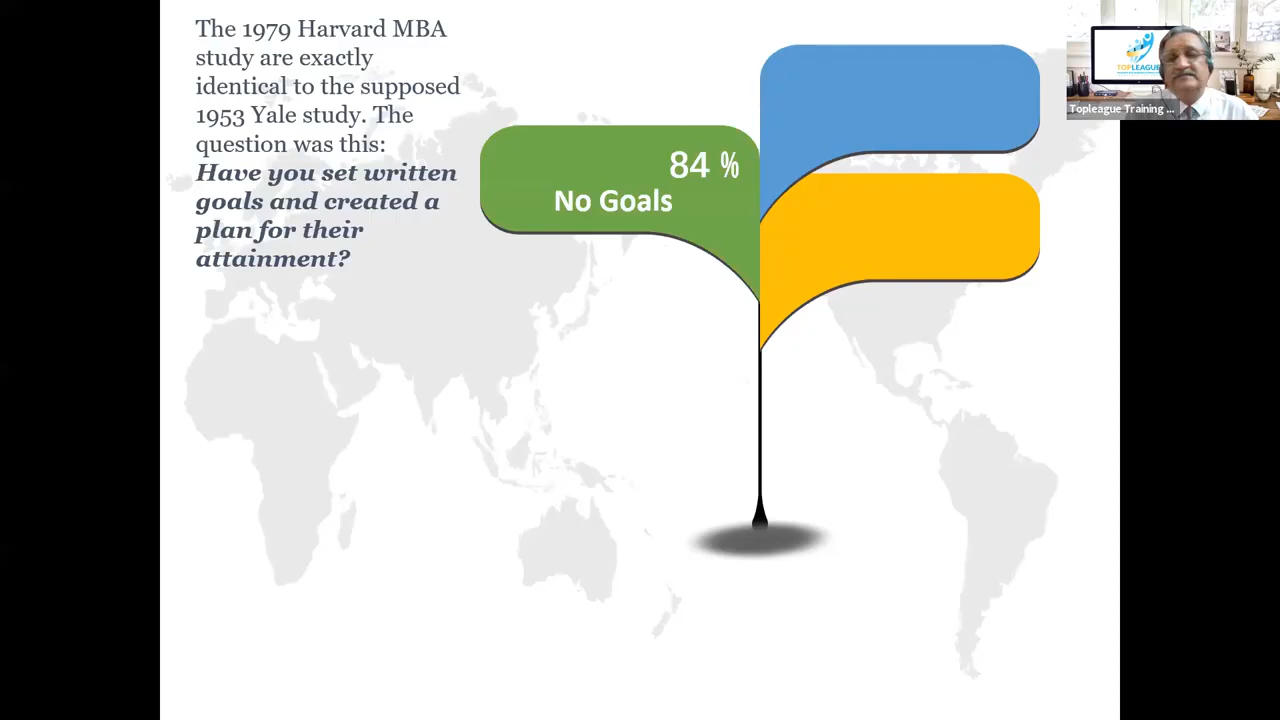 The 1979 Harvard MBA
study are exactly
identical to the supposed
1953 Yale study. The
question was this:
Have you set written
goals and created a
plan for their
attainment?
84 %
No Goals
TOPLEAGUE
Topleague Training ...